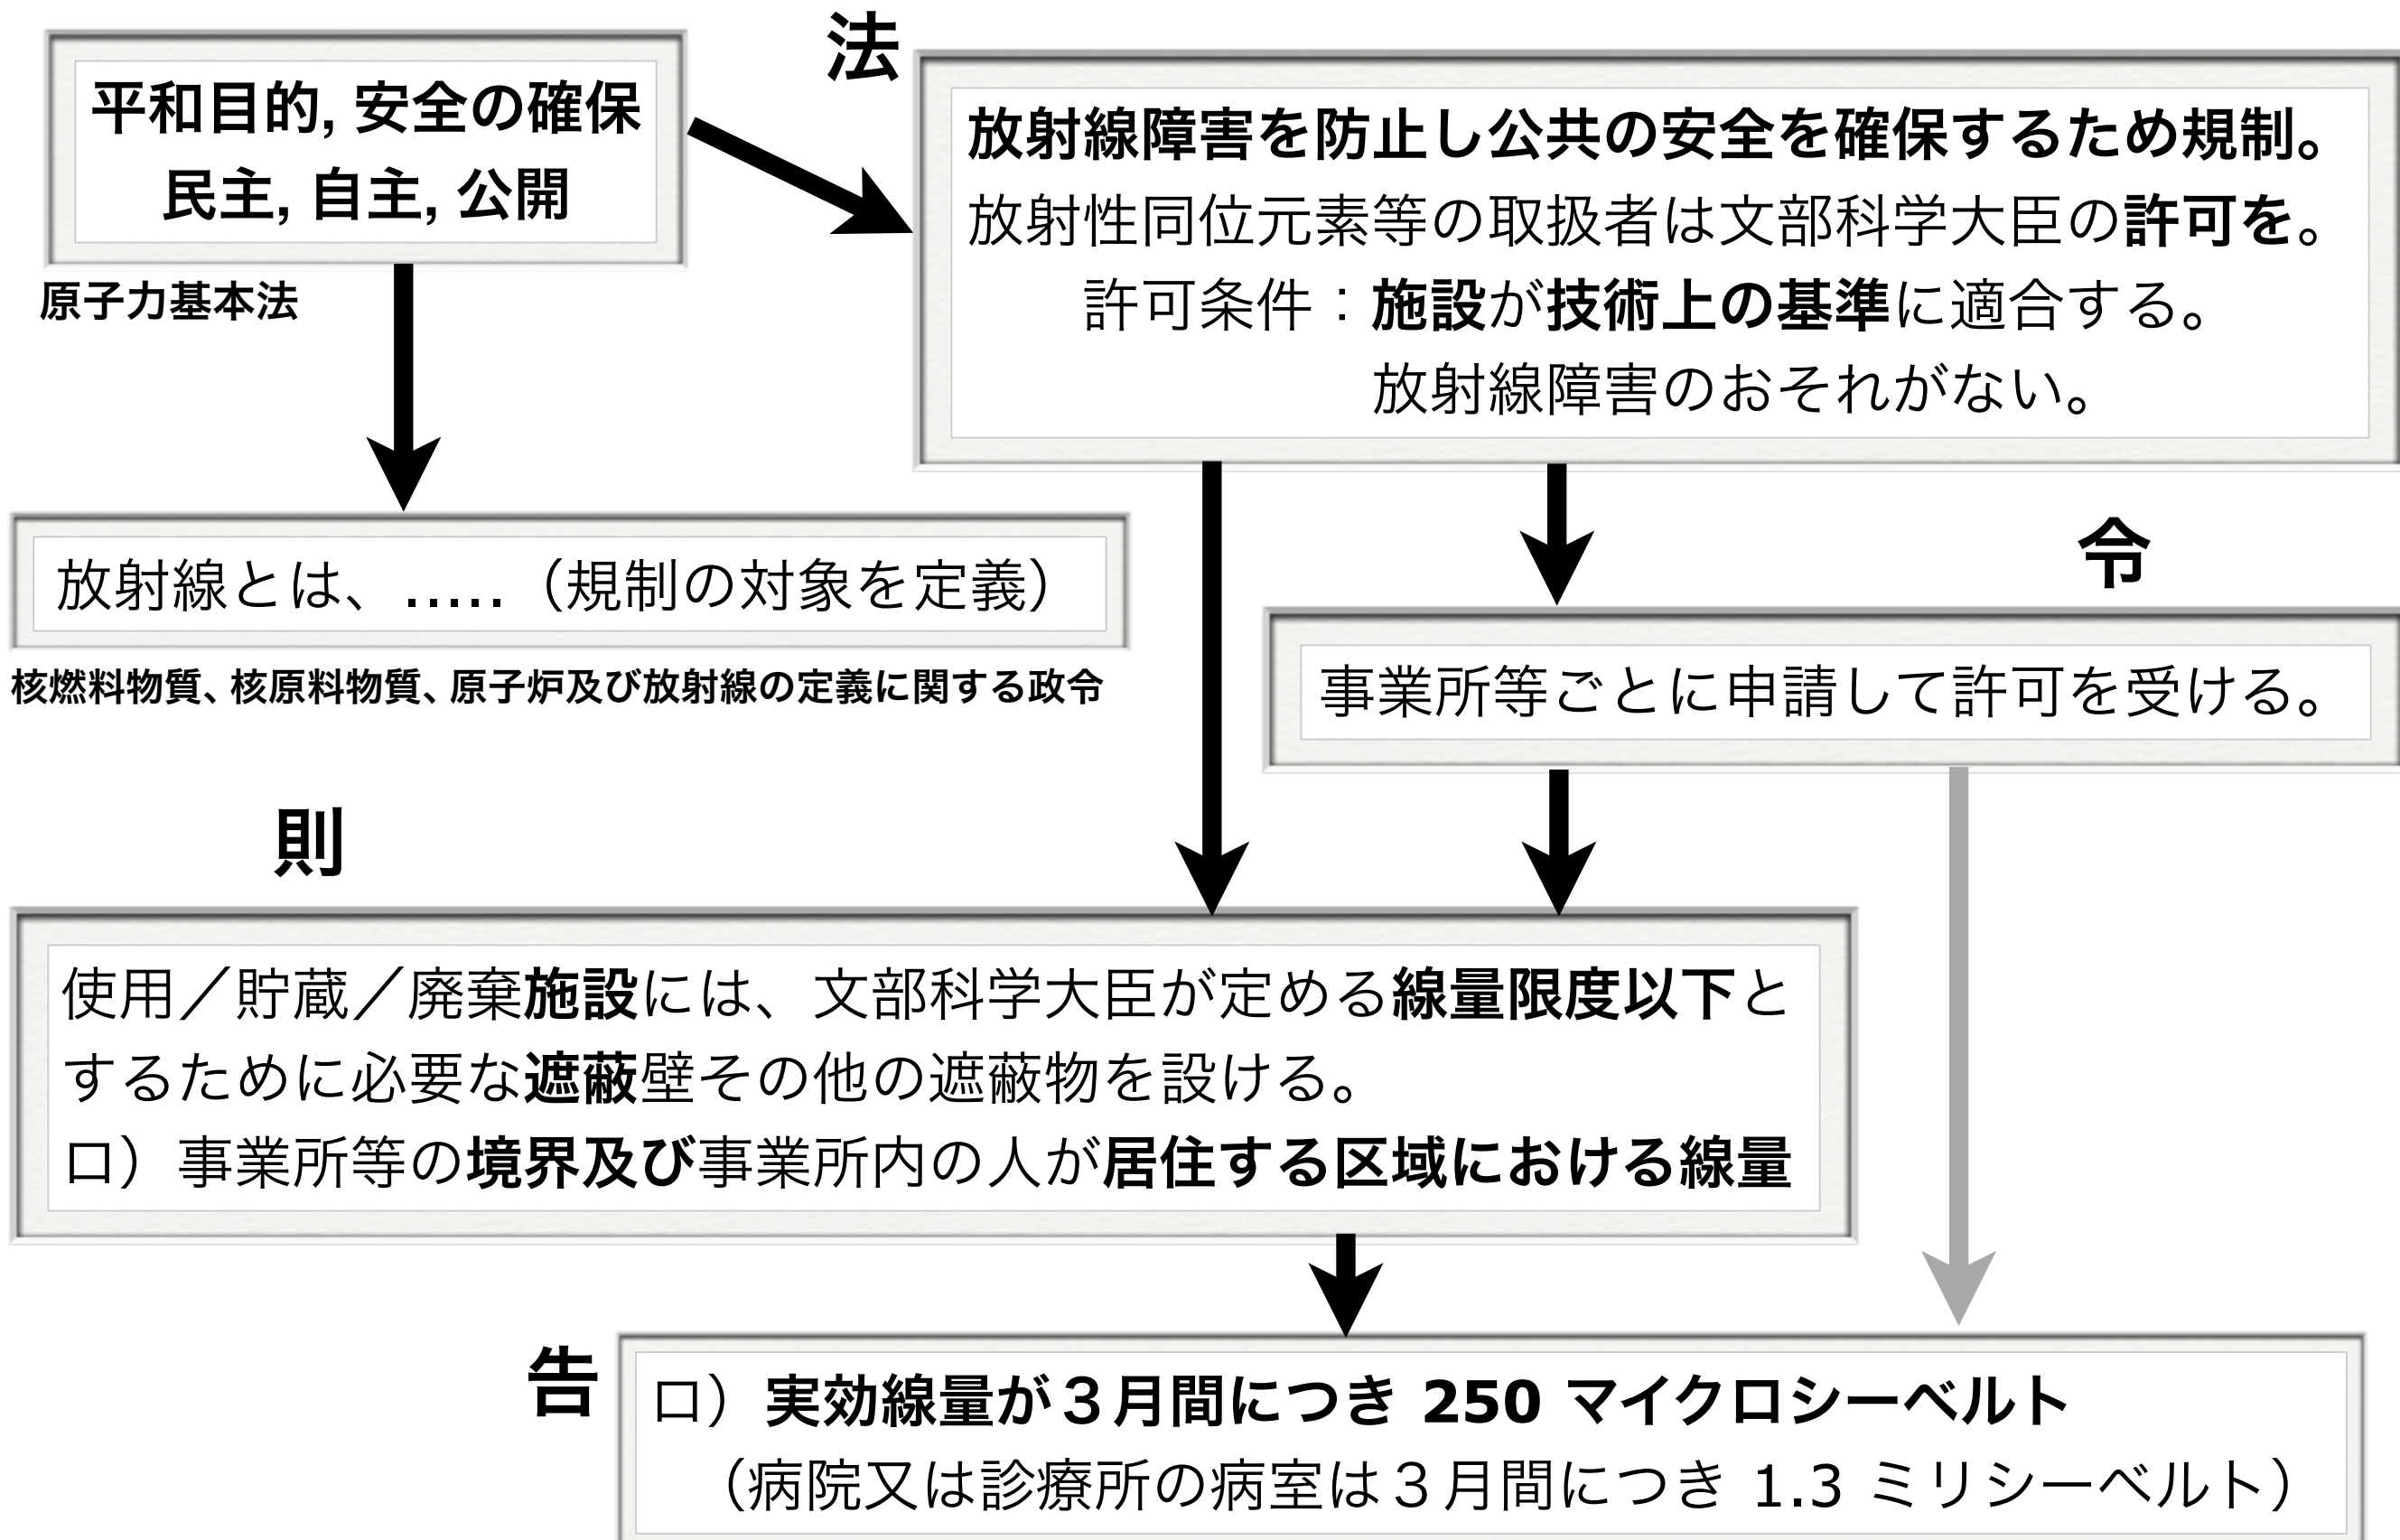 平和目的, 安全の確保
民主, 自主, 公開
原子力基本法
法
放射線障害を防止し公共の安全を確保するため規制。
放射性同位元素等の取扱者は文部科学大臣の許可を。
許可条件：施設が技術上の基準に適合する。
放射線障害のおそれがない。
放射線とは、.....（規制の対象を定義）
核燃料物質、核原料物質、原子炉及び放射線の定義に関する政令
令
事業所等ごとに申請して許可を受ける。
則
使用／貯蔵／廃棄施設には、文部科学大臣が定める線量限度以下と
するために必要な遮蔽壁その他の遮蔽物を設ける。
ロ）事業所等の境界及び事業所内の人が居住する区域における線量
告
ロ）実効線量が３月間につき 250 マイクロシーベルト
（病院又は診療所の病室は３月間につき 1.3 ミリシーベルト）